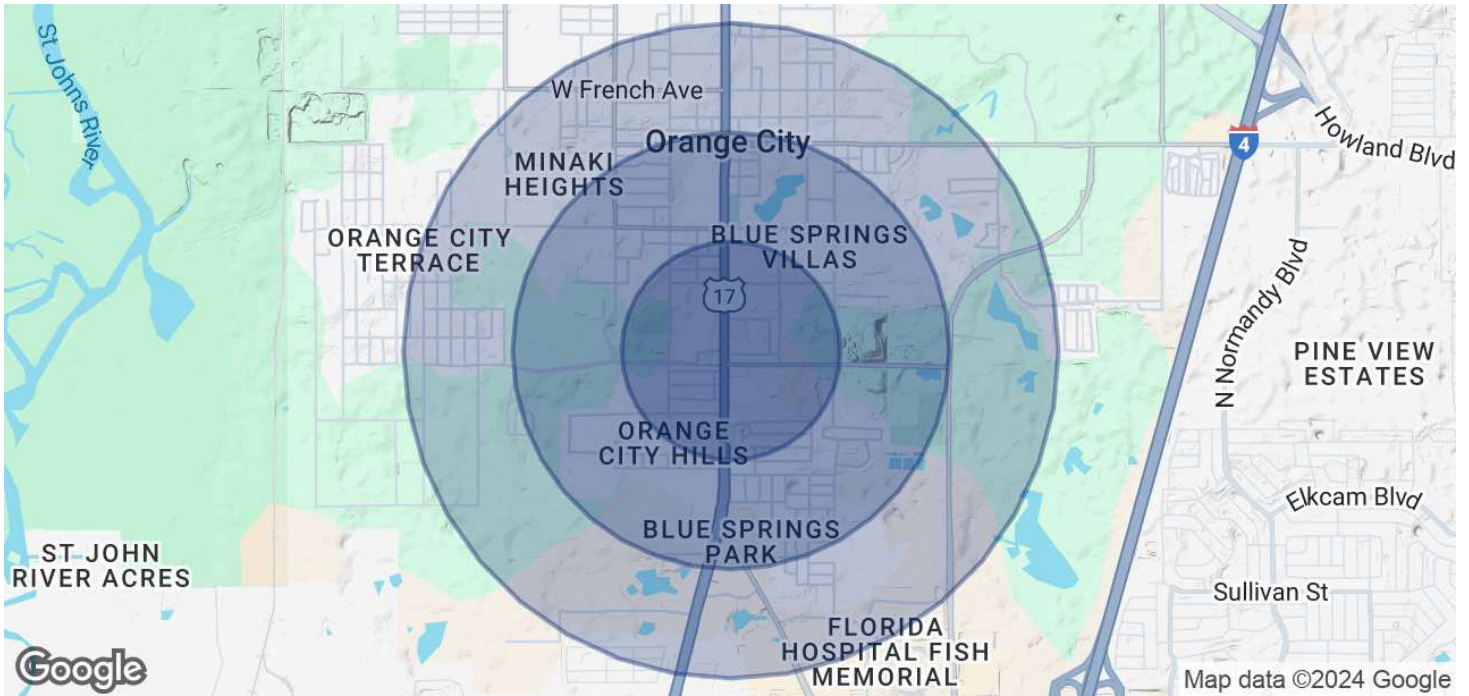 St Johns River
W French Ave
Orange City
Howland Blvd
4
MINAKI
HEIGHTS
ORANGE CITY
TERRACE
BLUE SPRINGS
VILLAS
17
N Normandy Blvd
PINE VIEW
ESTATES
ORANGE
CITY HILLS
Elkcam Blvd
BLUE SPRINGS
PARK
ST JOHN
RIVER ACRES
Sullivan St
FLORIDA
HOSPITAL FISH
MEMORIAL
Google
Map data ©2024 Google